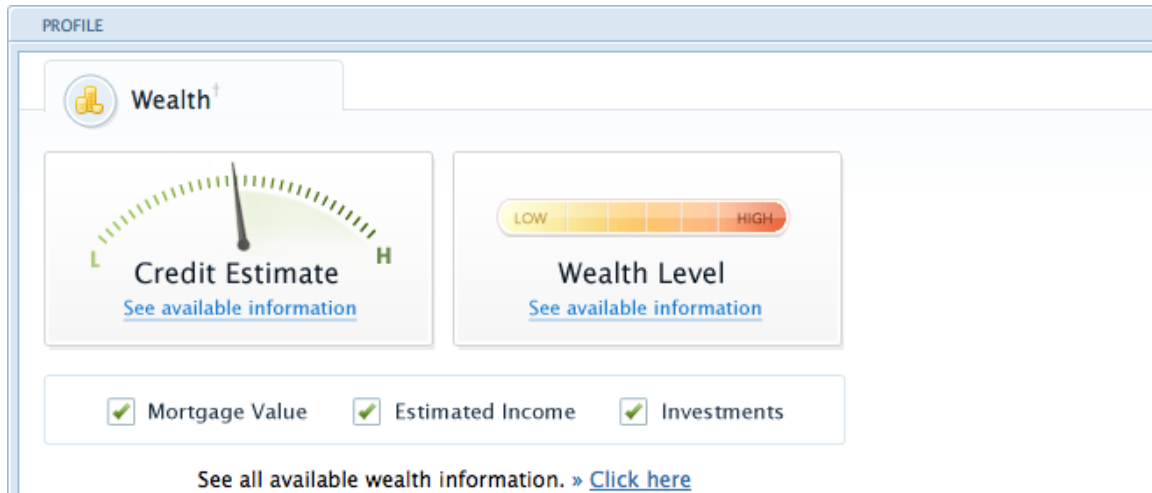 PROFILE
Wealth†
L H
Credit Estimate
See available information
LOW HIGH
Wealth Level
See available information
Mortgage Value Estimated Income Investments
See all available wealth information. » Click here